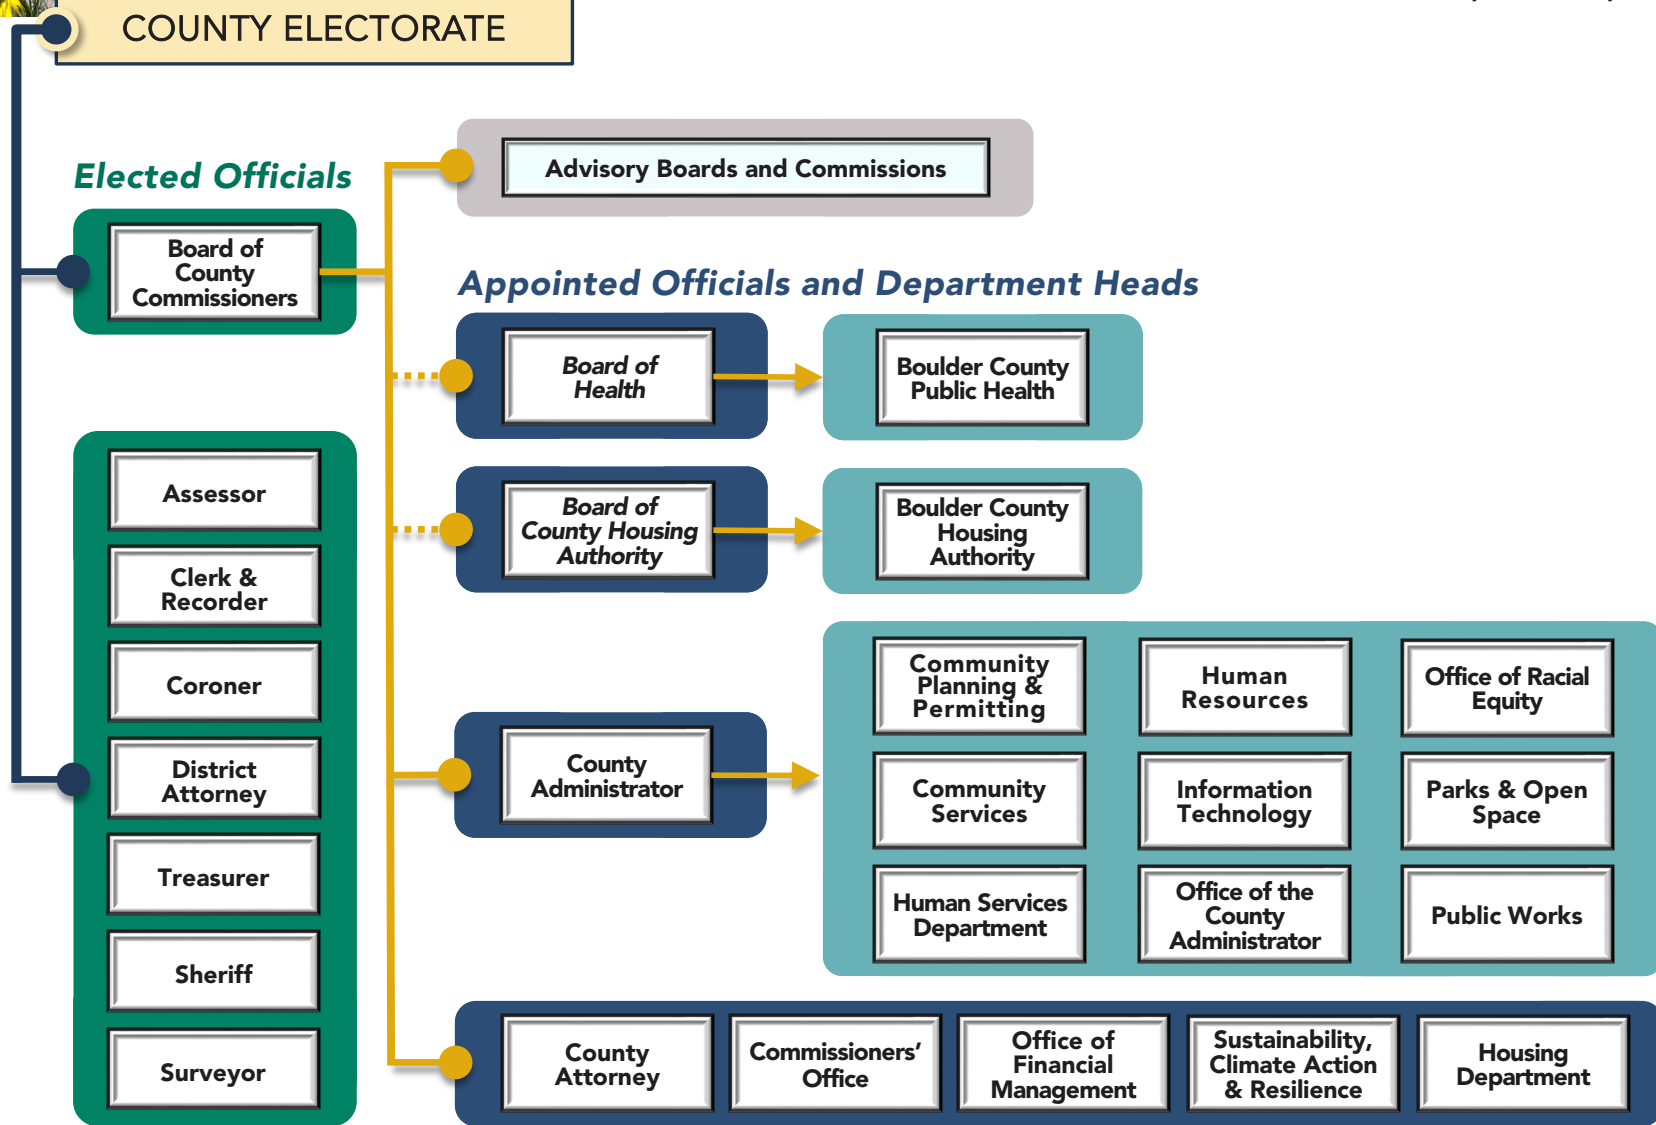 COUNTY ELECTORATE
Elected Officials
Board of
County
Commissioners
Assessor
Clerk &
Recorder
Coroner
District
Attorney
Treasurer
Sheriff
Surveyor
Advisory Boards and Commissions
Appointed Officials and Department Heads
Board of
Health
Boulder County
Public Health
Board of
County Housing
Authority
Boulder County
Housing
Authority
County
Administrator
Community
Planning &
Permitting
Human
Resources
Office of Racial
Equity
Community
Services
Information
Technology
Parks & Open
Space
Human Services
Department
Office of the
County
Administrator
Public Works
County
Attorney
Commissioners’
Office
Office of
Financial
Management
Sustainability,
Climate Action
& Resilience
Housing
Department